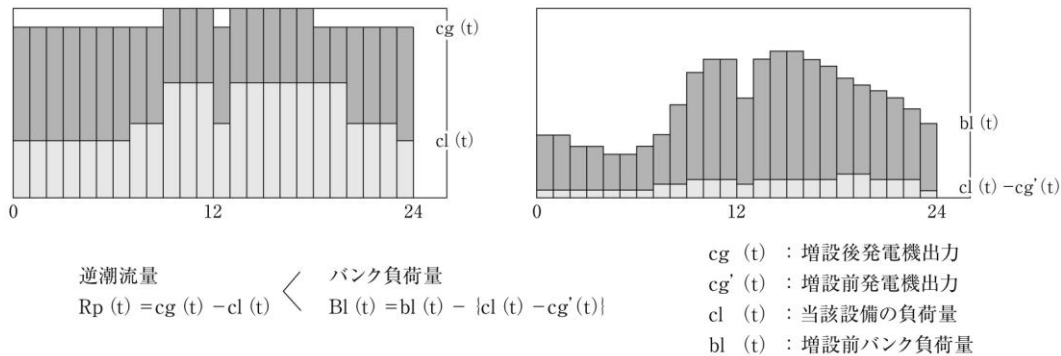 cg (t)
cl (t)
0 12 24
bl (t)
cl (t) −cg' (t)
0 12 24
逆潮流量 バンク負荷量
Rp (t) =cg (t) −cl (t) < Bl (t) =bl (t) − {cl (t) −cg' (t)}
cg (t) : 増設後発電機出力
cg' (t) : 増設前発電機出力
cl (t) : 当該設備の負荷量
bl (t) : 増設前バンク負荷量